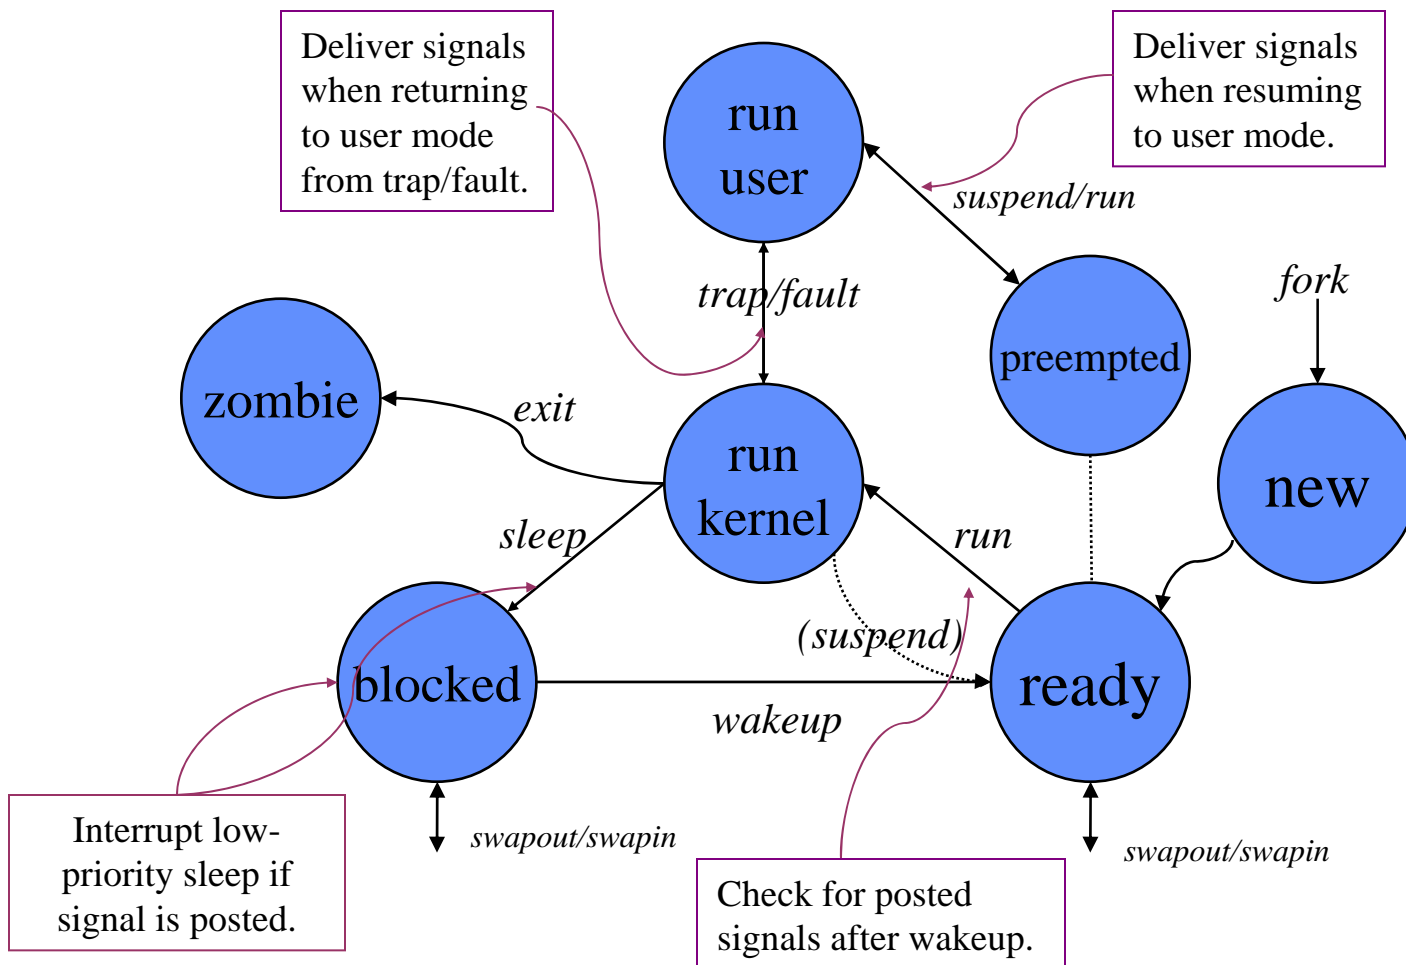 Deliver signals
when returning
to user mode
from trap/fault.
Deliver signals
when resuming
to user mode.
run
user
suspend/run
trap/fault
fork
preempted
zombie
exit
run
kernel
new
sleep
run
(suspend)
blocked
ready
wakeup
Interrupt low-
priority sleep if
signal is posted.
swapout/swapin
swapout/swapin
Check for posted
signals after wakeup.